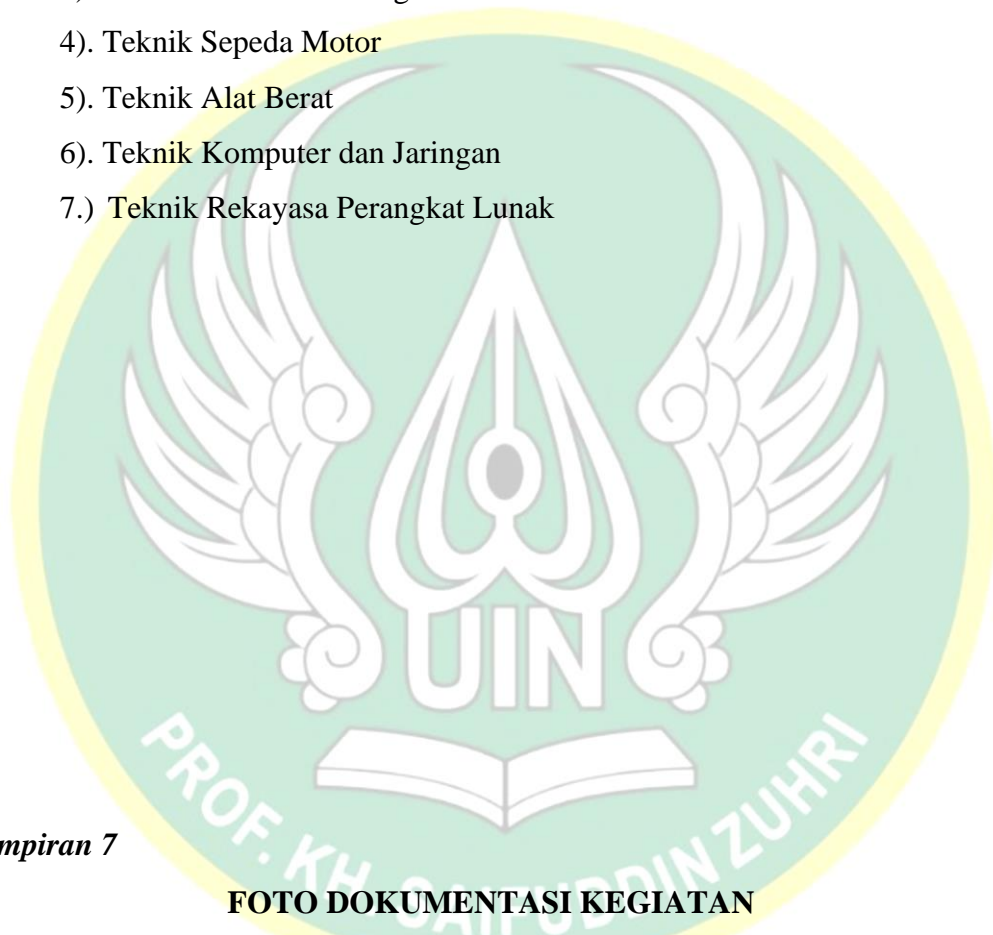 4). Teknik Sepeda Motor
5). Teknik Alat Berat
6). Teknik Komputer dan Jaringan
7.) Teknik Rekayasa Perangkat Lunak
UIN
PROF. KH. SAIFUDDIN ZUHRI
mpiran 7
FOTO DOKUMENTASI KEGIATAN